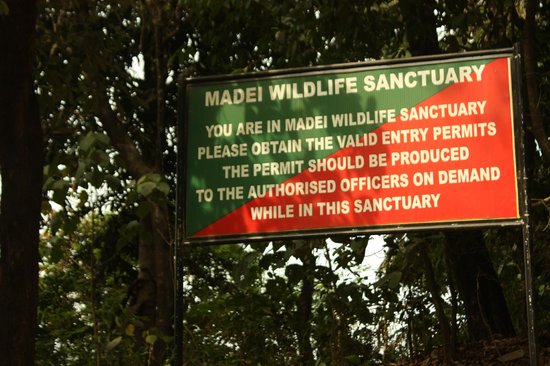 MADEI WILDLIFE SANCTUARY
YOU ARE IN MADEI WILDLIFE SANCTUARY
PLEASE OBTAIN THE VALID ENTRY PERMITS
THE PERMIT SHOULD BE PRODUCED
TO THE AUTHORISED OFFICERS ON DEMAND
WHILE IN THIS SANCTUARY